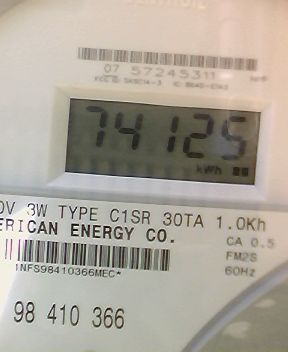 07 57245311
74125
kWh
0V 3W TYPE C1SR 30TA 1.0Kh
ERICAN ENERGY CO.
CA 0.5
FM2S
60Hz
1NFS98410366MEC*
98 410 366